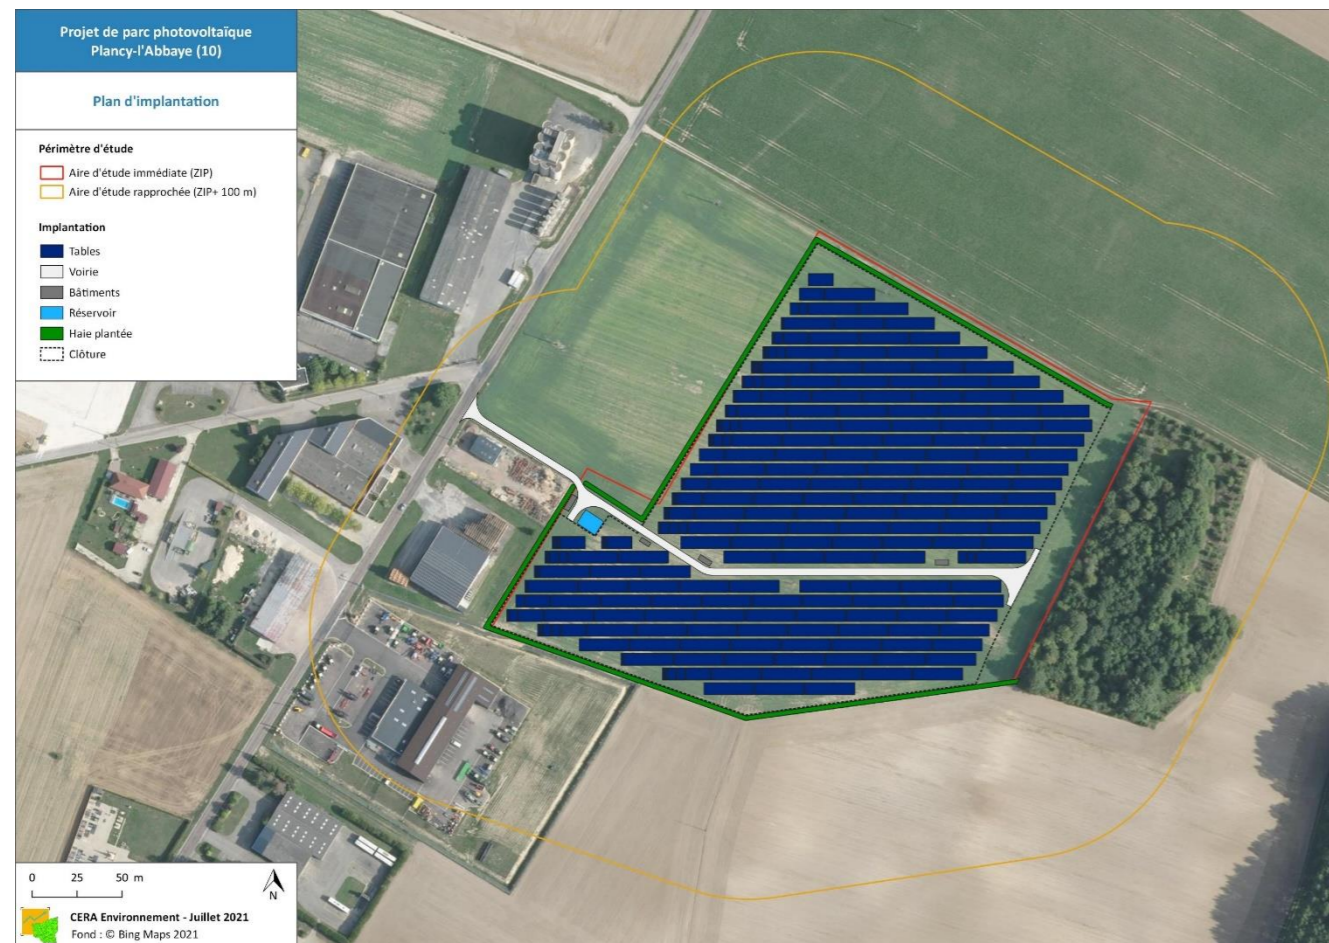 Projet de parc photovoltaïque
Plancy-l'Abbaye (10)
Plan d'implantation
Périmètre d'étude
Aire d'étude immédiate (ZIP)
Aire d'étude rapprochée (ZIP+ 100 m)
Implantation
Tables
Voirie
Bâtiments
Réservoir
Haie plantée
Clôture
0 25 50 m
N
CERA Environnement - Juillet 2021
Fond : © Bing Maps 2021